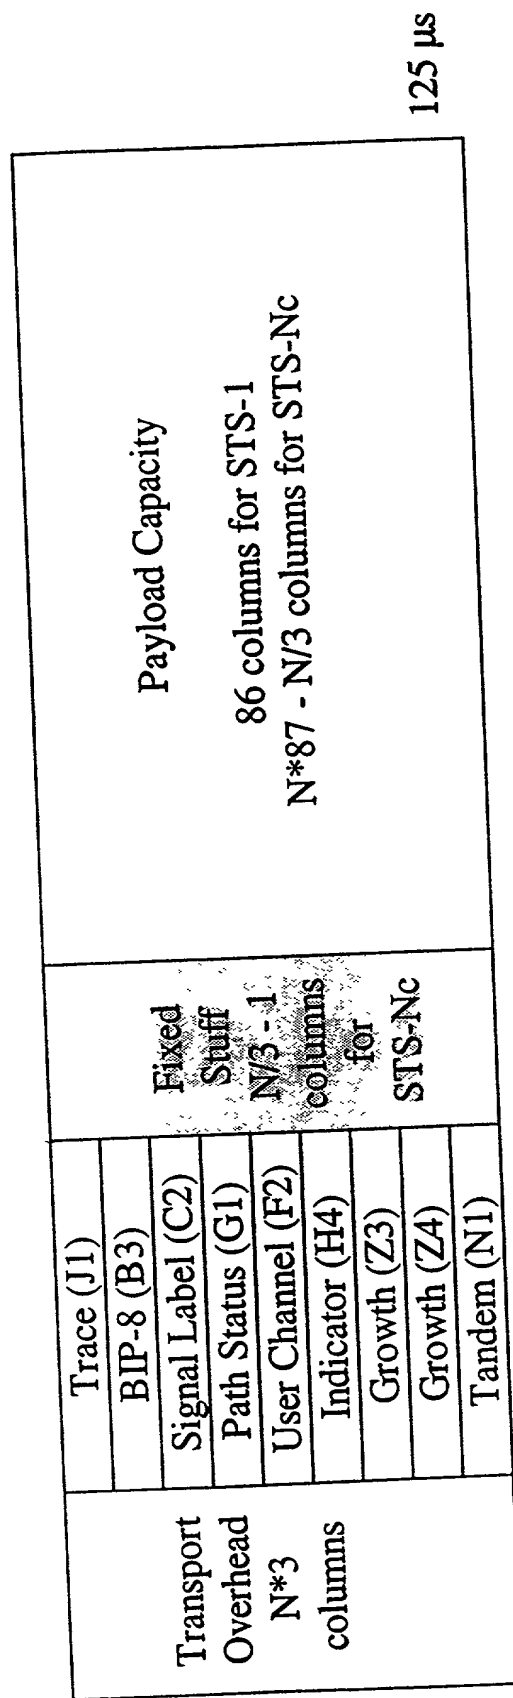 Transport
Overhead
N*3
columns
Trace (J1)
BIP-8 (B3)
Signal Label (C2)
Path Status (G1)
User Channel (F2)
Indicator (H4)
Growth (Z3)
Growth (Z4)
Tandem (N1)
Fixed
Stuff
N/3 - 1
columns
for
STS-Nc
Payload Capacity
86 columns for STS-1
N*87 - N/3 columns for STS-Nc
125 µs